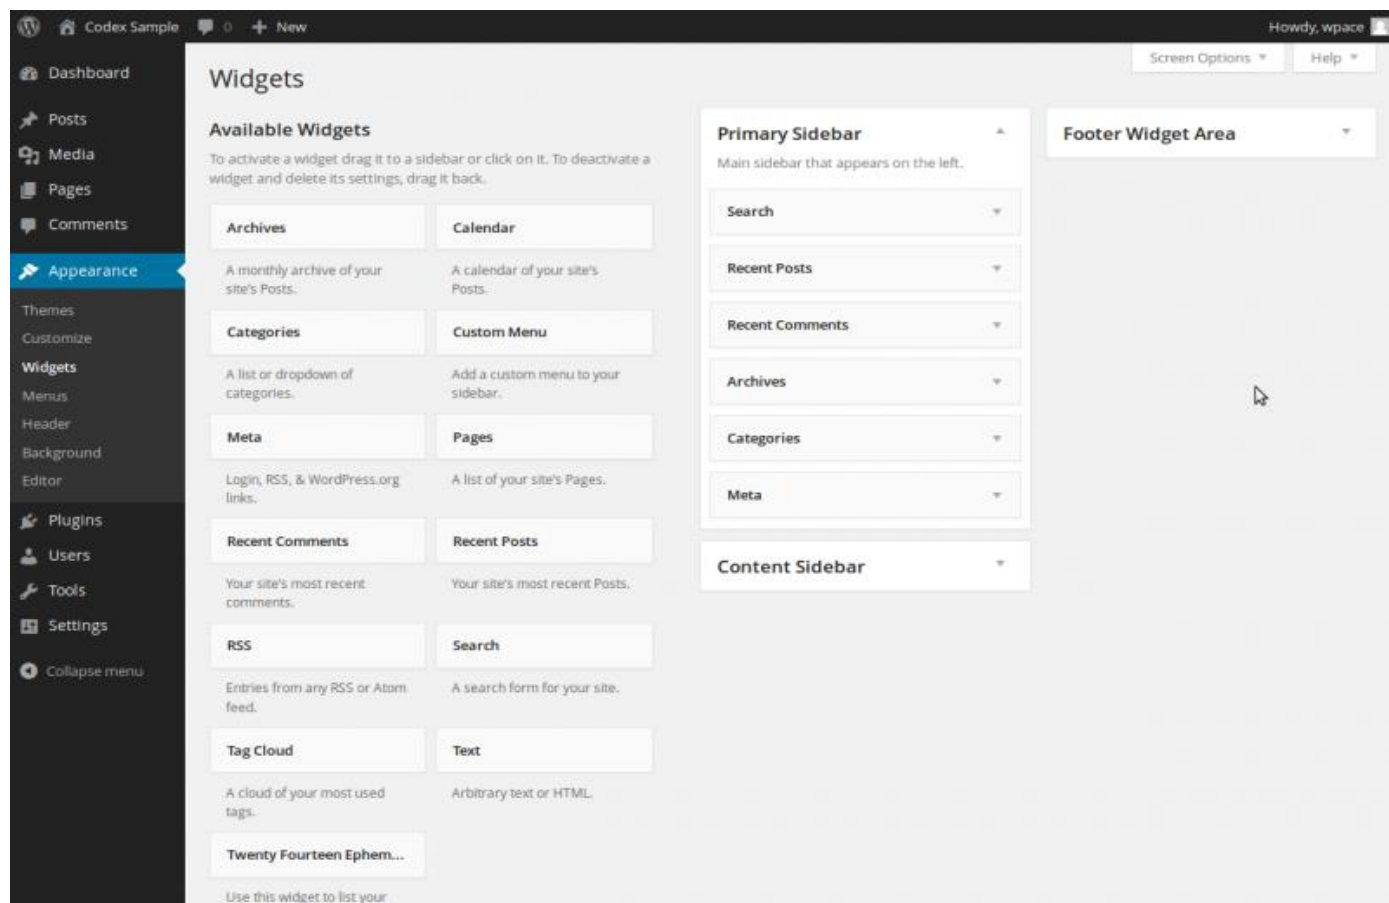 Codex Sample 0 New
Howdy, wpace
Dashboard
Posts
Media
Pages
Comments
Appearance
Themes
Customize
Widgets
Menus
Header
Background
Editor
Plugins
Users
Tools
Settings
Collapse menu
Screen Options
Help
Widgets
Available Widgets
To activate a widget drag it to a sidebar or click on it. To deactivate a
widget and delete its settings, drag it back.
Archives
A monthly archive of your
site's Posts.
Calendar
A calendar of your site's
Posts.
Categories
A list or dropdown of
categories.
Custom Menu
Add a custom menu to your
sidebar.
Meta
Login, RSS, & WordPress.org
links.
Pages
A list of your site's Pages.
Recent Comments
Your site's most recent
comments.
Recent Posts
Your site's most recent Posts.
RSS
Entries from any RSS or Atom
feed.
Search
A search form for your site.
Tag Cloud
A cloud of your most used
tags.
Text
Arbitrary text or HTML.
Twenty Fourteen Ephem...
Use this widget to list your
Primary Sidebar
Main sidebar that appears on the left.
Search
Recent Posts
Recent Comments
Archives
Categories
Meta
Content Sidebar
Footer Widget Area